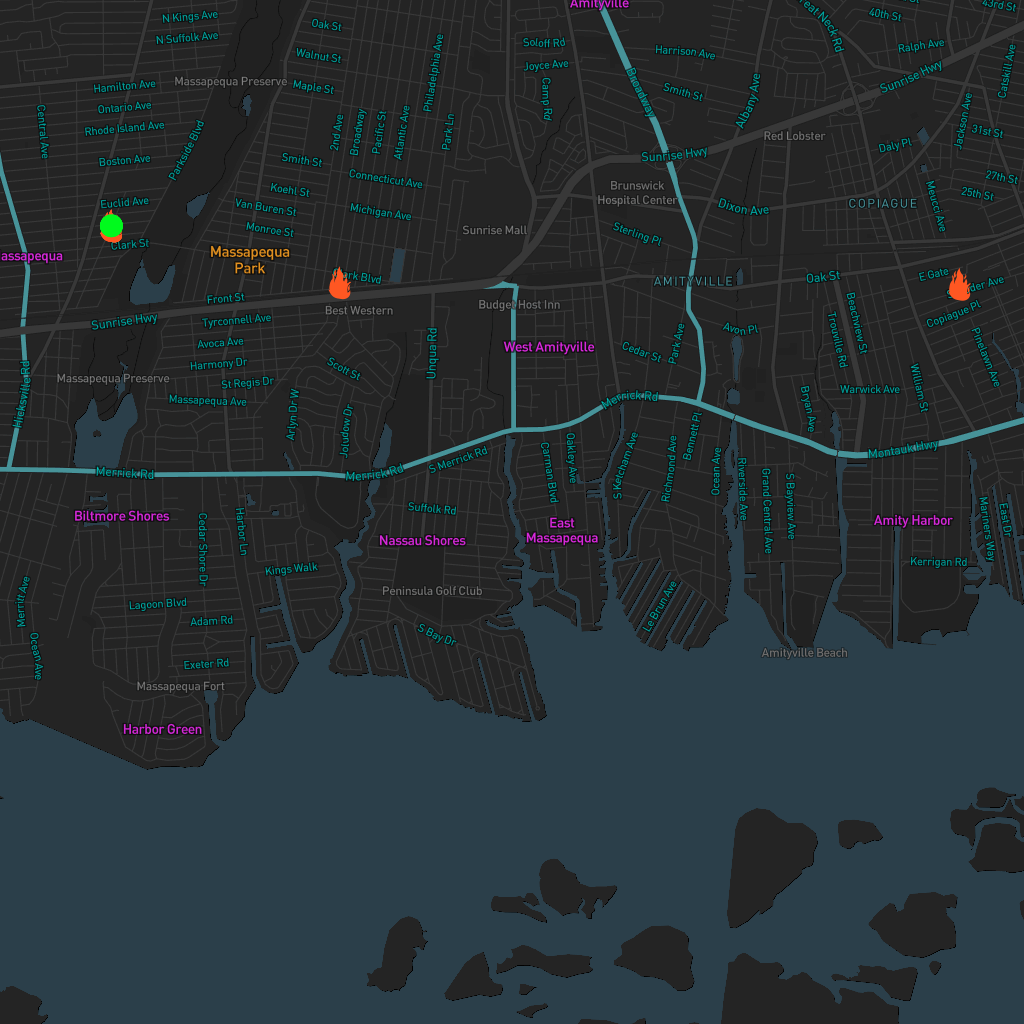 Amityville
N Kings Ave
N Suffolk Ave
Oak St
Great Neck Rd
40th St
43rd St
Soloff Rd
Walnut St
Harrison Ave
Ralph Ave
Joyce Ave
Massapequa Preserve
Philadelphia Ave
Hamilton Ave
Maple St
Camp Rd
Broadway
Smith St
Albany Ave
Sunrise Hwy
Catskill Ave
Ontario Ave
Central Ave
Rhode Island Ave
Parkside Blvd
2nd Ave
Broadway
Pacific St
Atlantic Ave
Park Ln
Red Lobster
Jackson Ave
31st St
Daly Pl
Boston Ave
Smith St
Sunrise Hwy
Connecticut Ave
Koehl St
Brunswick
Hospital Center
27th St
25th St
Meucci Ave
Euclid Ave
Van Buren St
Michigan Ave
Dixon Ave
COPIAGUE
Clark St
Monroe St
Sunrise Mall
Sterling Pl
assapequa
Massapequa
Park
ark Blvd
AMITYVILLE
Oak St
E Gate
der Ave
Front St
Best Western
Budget Host Inn
Copiague Pl
Sunrise Hwy
Tyrconnell Ave
Avoca Ave
Unqua Rd
West Amityville
Avon Pl
Park Ave
Cedar St
Trouville Rd
Beachview St
Pinelawn Ave
Harmony Dr
Scott St
Massapequa Preserve
St Regis Dr
Hicksville Rd
Massapequa Ave
Arlyn Dr W
Joludow Dr
Merrick Rd
Warwick Ave
William St
Bryan Ave
Bennett Pl
Merrick Rd
Merrick Rd
S Merrick Rd
Carman Blvd
Oakley Ave
S Ketcham Ave
Richmond Ave
Ocean Ave
Riverside Ave
Grand Central Ave
S Bayview Ave
Montauk Hwy
Biltmore Shores
Cedar Shore Dr
Harbor Ln
Suffolk Rd
Nassau Shores
East
Massapequa
Amity Harbor
Mariners Way
East Dr
Kerrigan Rd
Kings Walk
Merritt Ave
Lagoon Blvd
Peninsula Golf Club
Le Brun Ave
Adam Rd
Ocean Ave
S Bay Dr
Amityville Beach
Exeter Rd
Massapequa Fort
Harbor Green